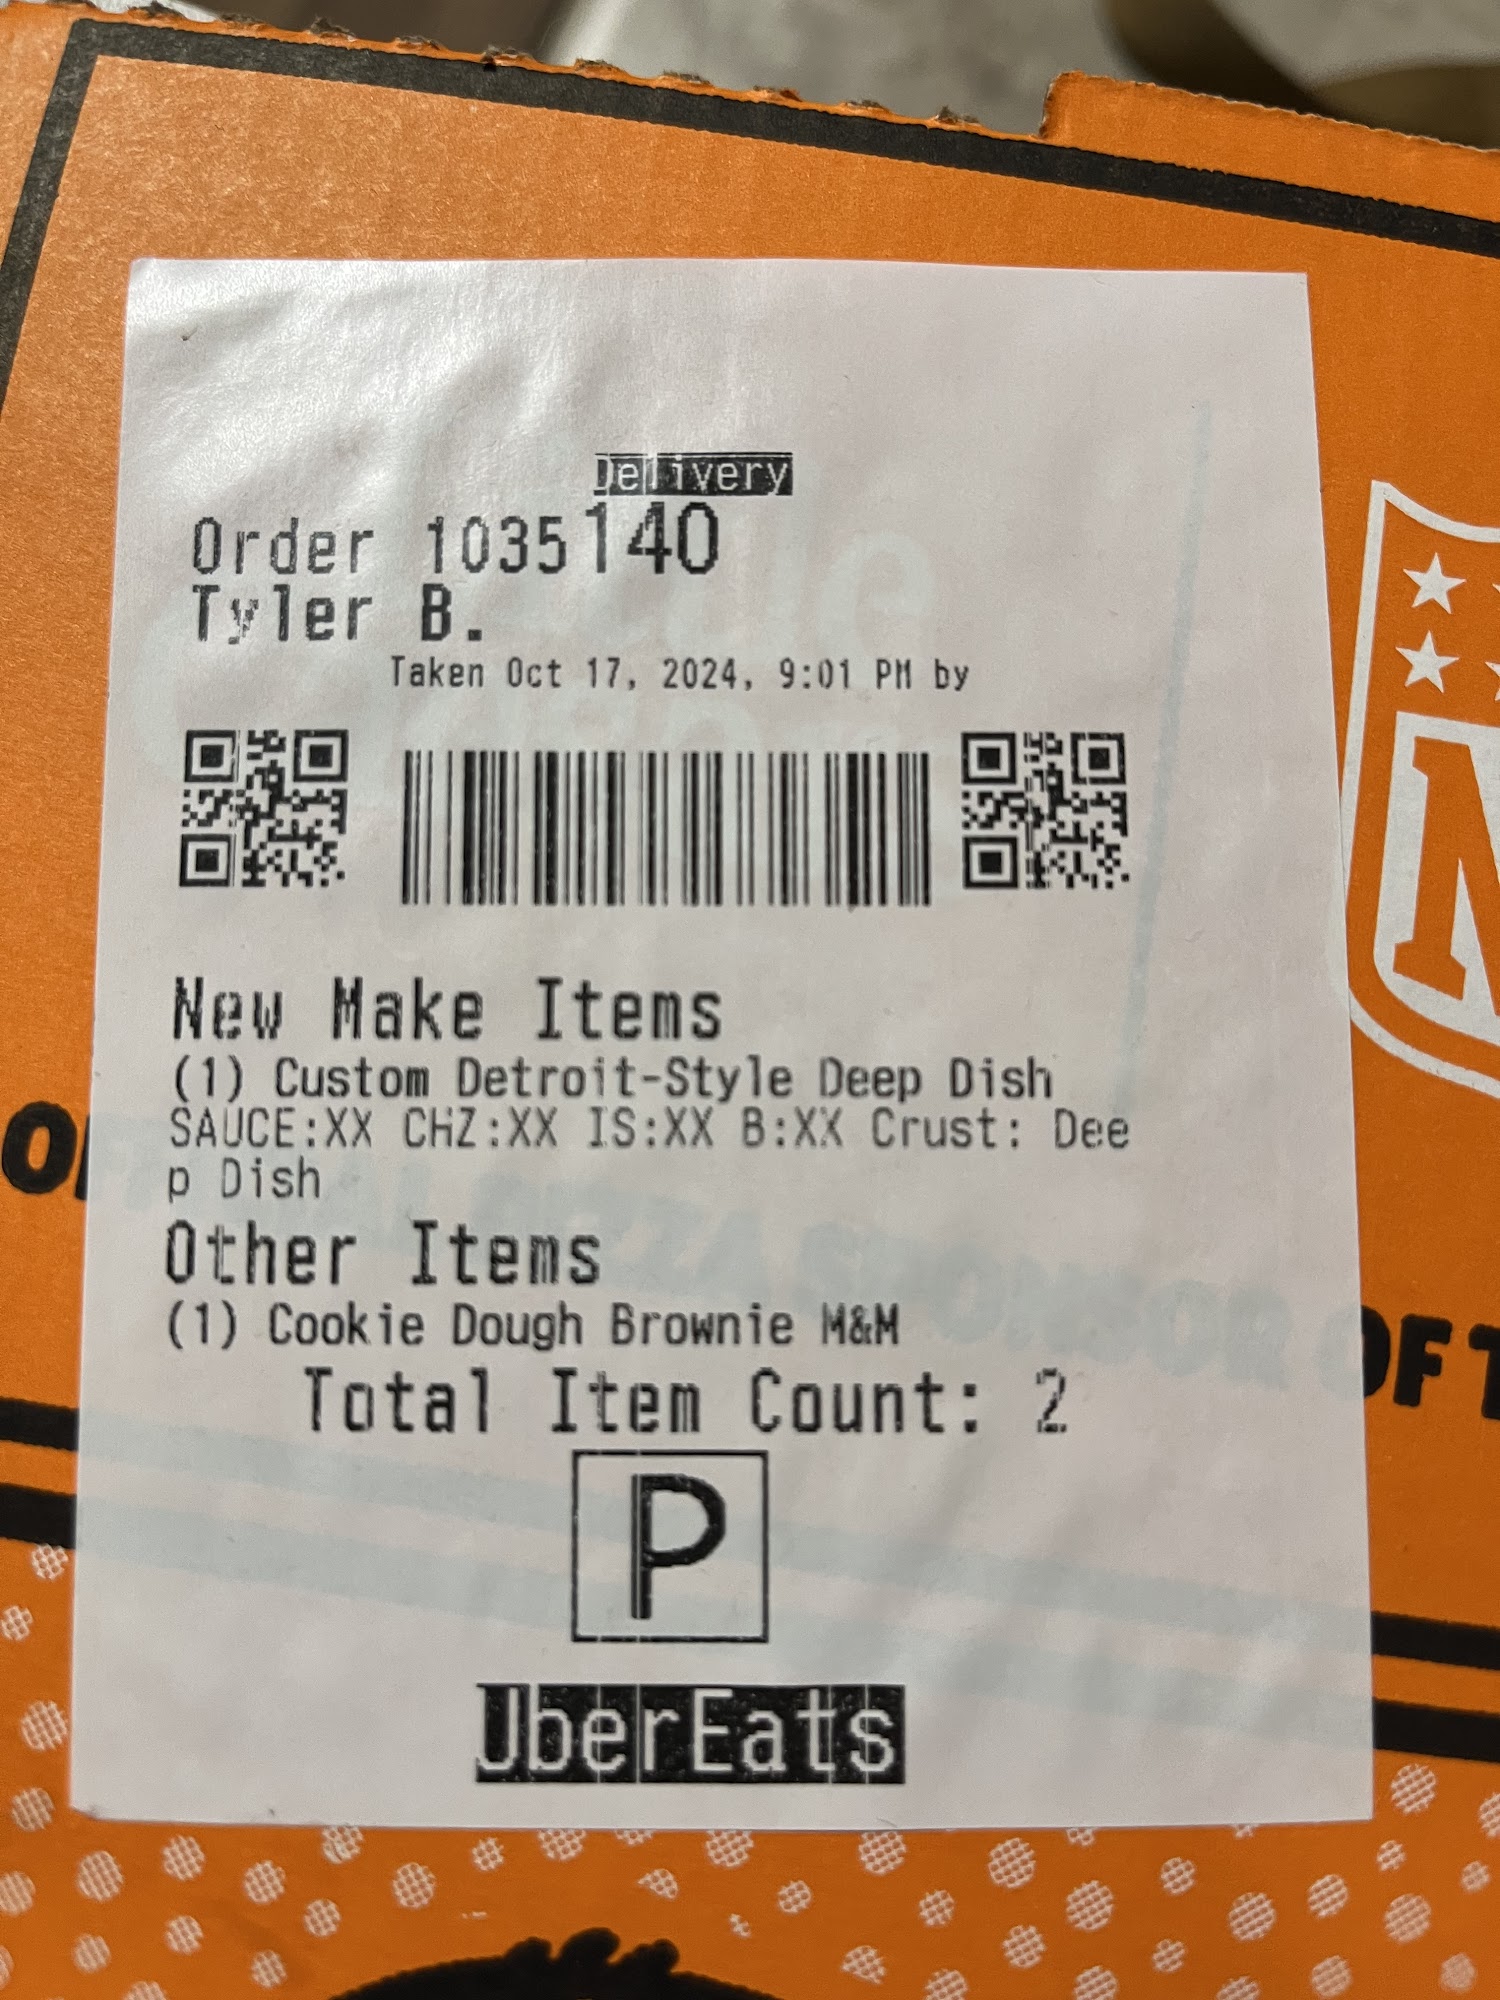 Delivery
Order 1035140
Tyler B.
Taken Oct 17, 2024, 9:01 PM by
New Make Items
(1) Custom Detroit-Style Deep Dish
SAUCE:XX CHZ:XX IS:XX B:XX Crust: Dee
p Dish
Other Items
(1) Cookie Dough Brownie M&M
Total Item Count: 2
P
UberEats
OF T
N